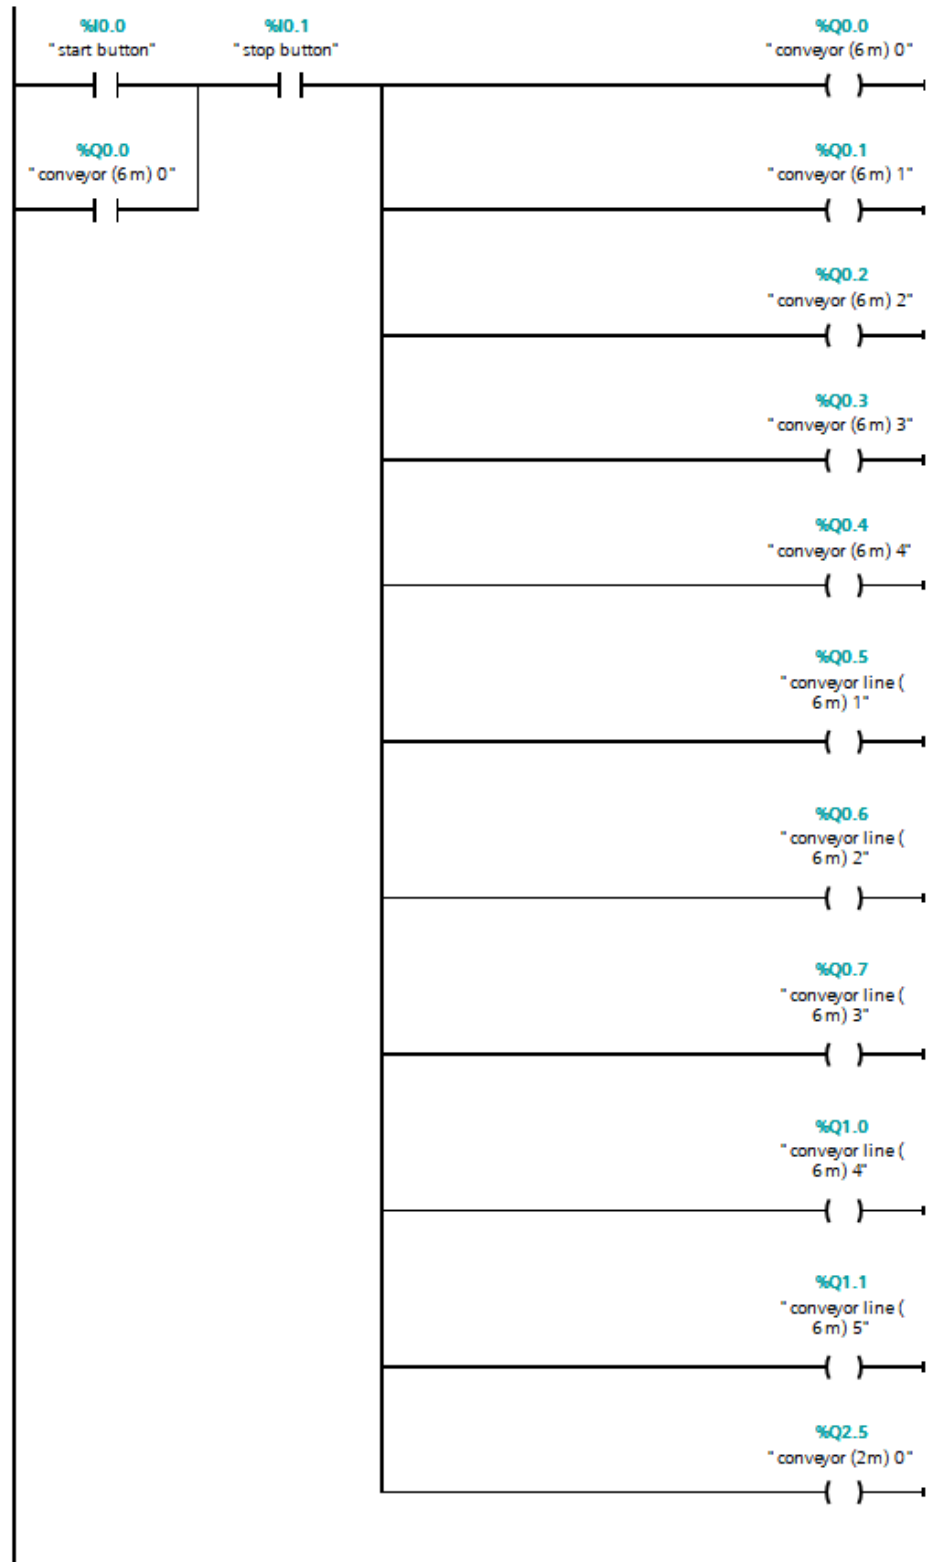 %I0.0
"start button"
%I0.1
"stop button"
%Q0.0
"conveyor (6 m) 0"
%Q0.0
"conveyor (6 m) 0"
%Q0.1
"conveyor (6 m) 1"
%Q0.2
"conveyor (6 m) 2"
%Q0.3
"conveyor (6 m) 3"
%Q0.4
"conveyor (6 m) 4"
%Q0.5
"conveyor line (
6 m) 1"
%Q0.6
"conveyor line (
6 m) 2"
%Q0.7
"conveyor line (
6 m) 3"
%Q1.0
"conveyor line (
6 m) 4"
%Q1.1
"conveyor line (
6 m) 5"
%Q2.5
"conveyor (2m) 0"